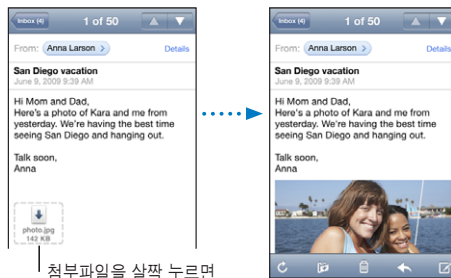 Inbox (4)
1 of 50
From: Anna Larson
Details
San Diego vacation
June 9, 2009 9:39 AM
Hi Mom and Dad,
Here's a photo of Kara and me from
yesterday. We're having the best time
seeing San Diego and hanging out.
Talk soon,
Anna
photo.jpg
142 KB
첨부파일을 살짝 누르면
Inbox (4)
1 of 50
From: Anna Larson
Details
San Diego vacation
June 9, 2009 9:39 AM
Hi Mom and Dad,
Here's a photo of Kara and me from
yesterday. We're having the best time
seeing San Diego and hanging out.
Talk soon,
Anna